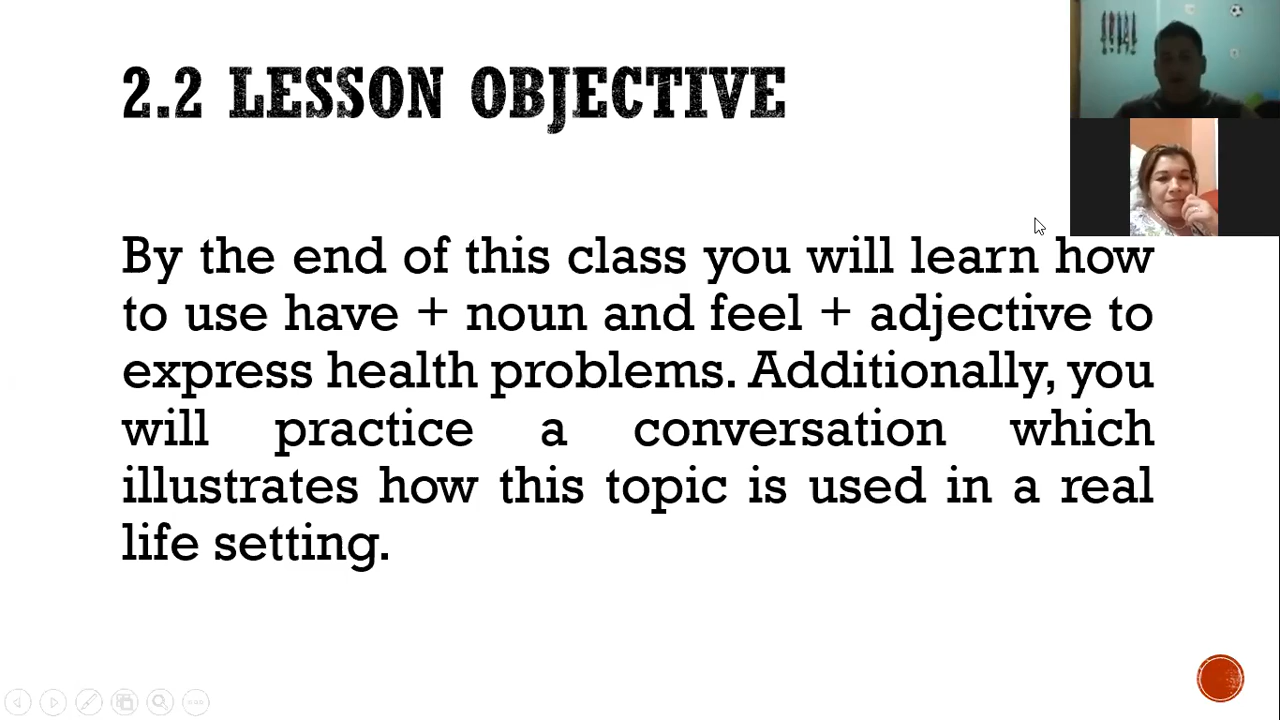 2.2 LESSON OBJECTIVE
By the end of this class you will learn how
to use have + noun and feel + adjective to
express health problems. Additionally, you
will practice a conversation which
illustrates how this topic is used in a real
life setting.